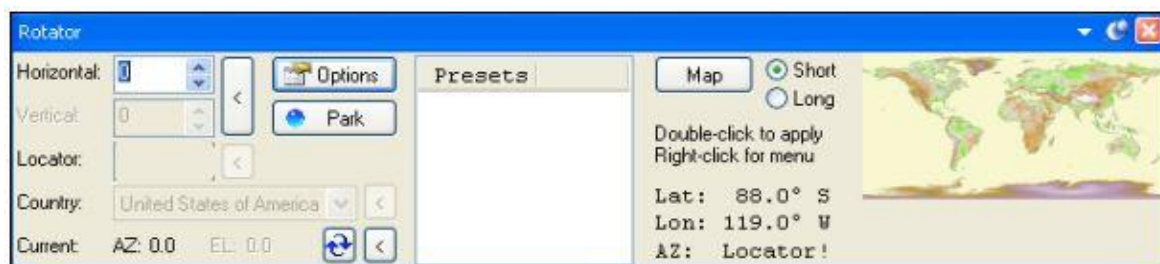 Rotator
Horizontal: 0
< Options
Vertical: 0
Park
Locator: <
Country: United States of America <
Current: AZ: 0.0 EL: 0.0 <
Presets
Map Short
Long
Double-click to apply
Right-click for menu
Lat: 88.0° S
Lon: 119.0° W
AZ: Locator!